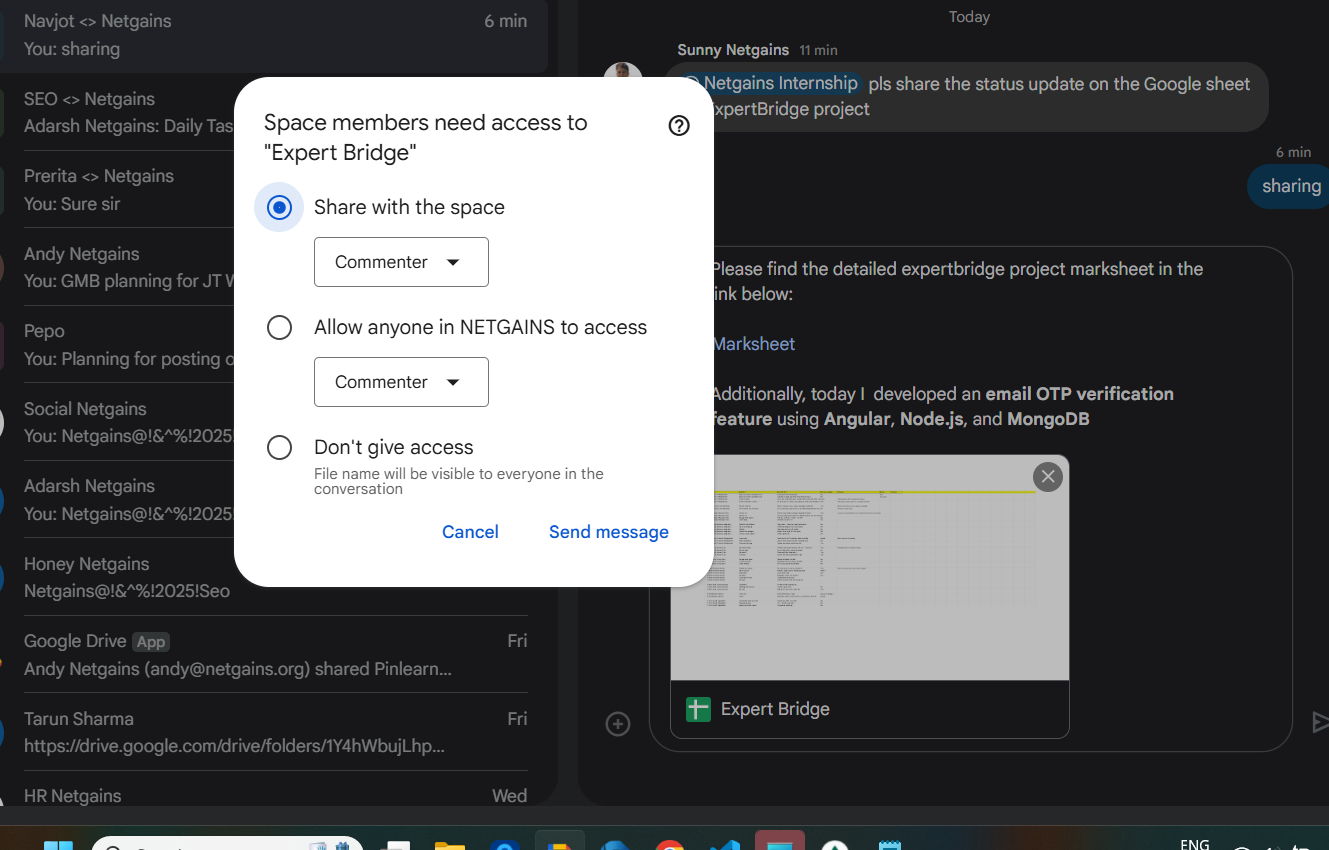 Navjot <> Netgains 6 min
You: sharing
SEO <> Netgains
Adarsh Netgains: Daily Tas
Prerita <> Netgains
You: Sure sir
Andy Netgains
You: GMB planning for JT W
Pepo
You: Planning for posting o
Social Netgains
You: Netgains@!&^%!2025!
Adarsh Netgains
You: Netgains@!&^%!2025!
Honey Netgains
Netgains@!&^%!2025!Seo
Google Drive App Fri
Andy Netgains (andy@netgains.org) shared Pinlearn...
Tarun Sharma Fri
https://drive.google.com/drive/folders/1Y4hWbujLhp...
HR Netgains Wed
Space members need access to
"Expert Bridge"
Share with the space
Commenter
Allow anyone in NETGAINS to access
Commenter
Don't give access
File name will be visible to everyone in the
conversation
Cancel Send message
Today
Sunny Netgains 11 min
Netgains Internship pls share the status update on the Google sheet
xpertBridge project
6 min
sharing
Please find the detailed expertbridge project marksheet in the
ink below:
Marksheet
Additionally, today I developed an email OTP verification
feature using Angular, Node.js, and MongoDB
Expert Bridge
ENG